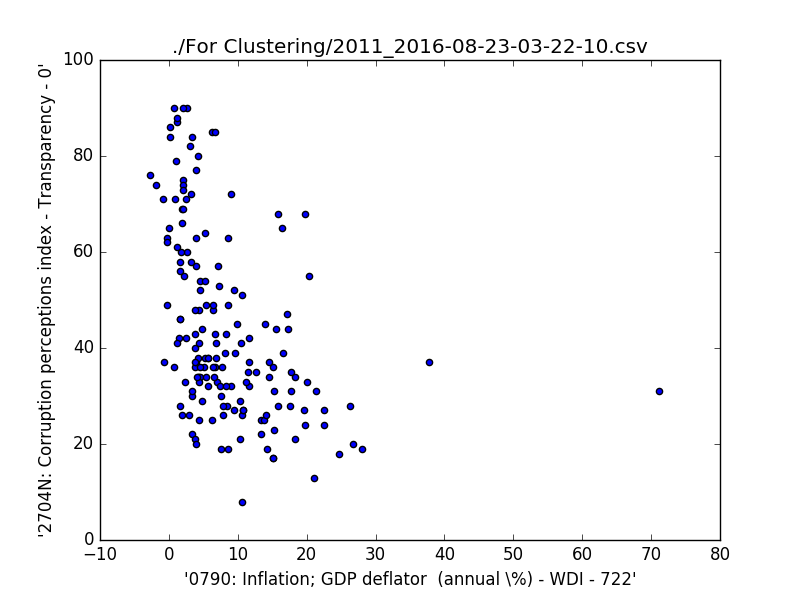 ./For Clustering/2011_2016-08-23-03-22-10.csv
100
80
60
40
20
0
'2704N: Corruption perceptions index - Transparency - 0'
−10 0 10 20 30 40 50 60 70 80
'0790: Inflation; GDP deflator  (annual \%) - WDI - 722'